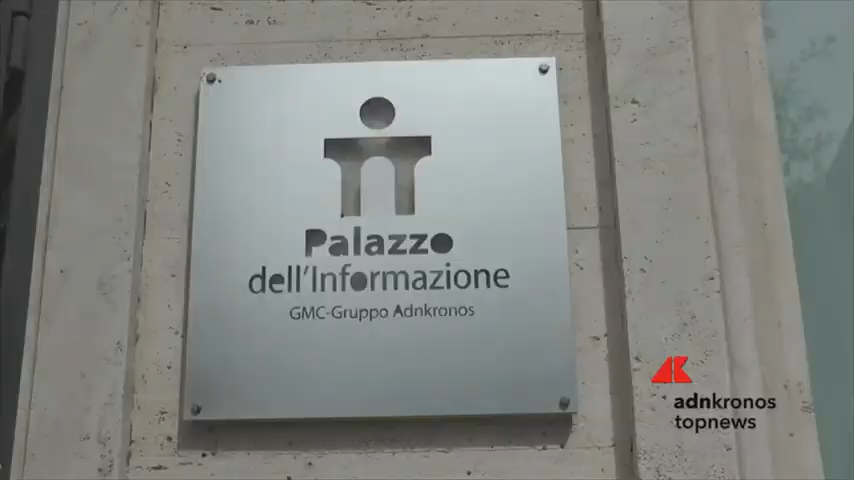 Palazzo
dell'Informazione
GMC-Gruppo Adnkronos
adnkronos
topnews